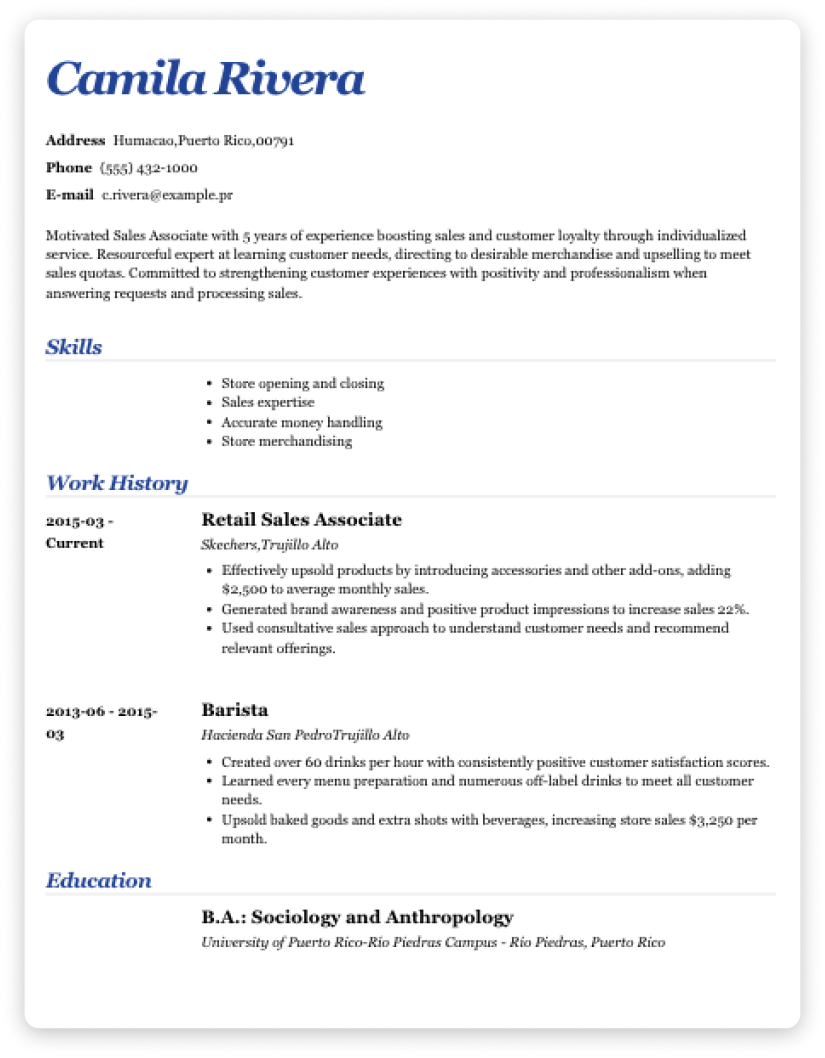 Camila Rivera
Address Humacao,Puerto Rico,00791
Phone (555) 432-1000
E-mail c.rivera@example.pr
Motivated Sales Associate with 5 years of experience boosting sales and customer loyalty through individualized
service. Resourceful expert at learning customer needs, directing to desirable merchandise and upselling to meet
sales quotas. Committed to strengthening customer experiences with positivity and professionalism when
answering requests and processing sales.
Skills
• Store opening and closing
• Sales expertise
• Accurate money handling
• Store merchandising
Work History
2015-03 -
Current
Retail Sales Associate
Skechers,Trujillo Alto
• Effectively upsold products by introducing accessories and other add-ons, adding
$2,500 to average monthly sales.
• Generated brand awareness and positive product impressions to increase sales 22%.
• Used consultative sales approach to understand customer needs and recommend
relevant offerings.
2013-06 - 2015-
03
Barista
Hacienda San PedroTrujillo Alto
• Created over 60 drinks per hour with consistently positive customer satisfaction scores.
• Learned every menu preparation and numerous off-label drinks to meet all customer
needs.
• Upsold baked goods and extra shots with beverages, increasing store sales $3,250 per
month.
Education
B.A.: Sociology and Anthropology
University of Puerto Rico-Río Piedras Campus - Río Piedras, Puerto Rico